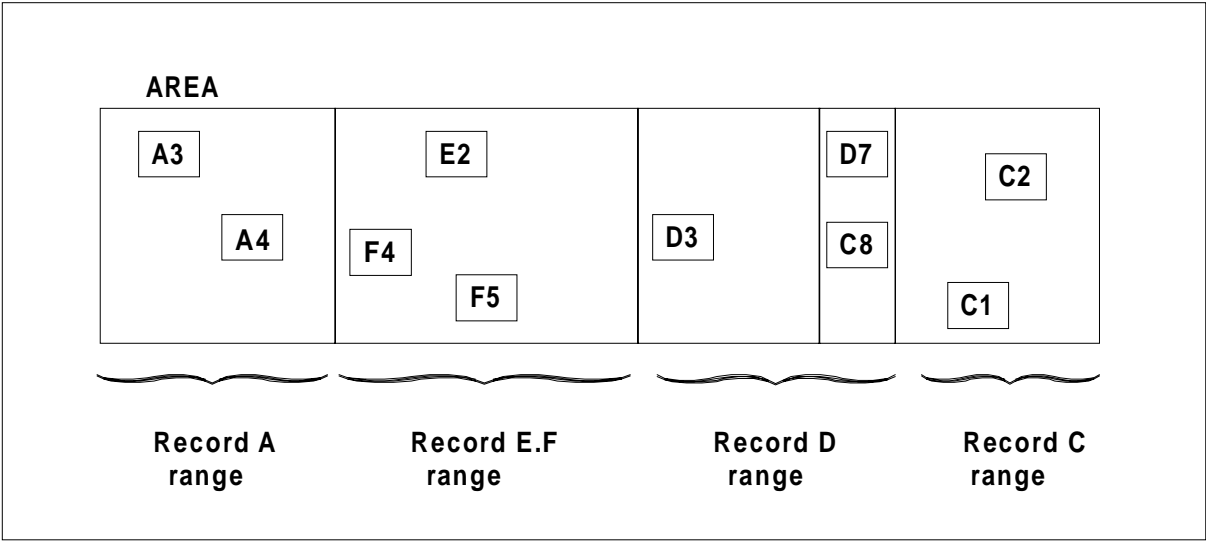 AREA
A3
E2
D7
C2
A4
F4
D3
C8
F5
C1
Record A
range
Record E.F
range
Record D
range
Record C
range